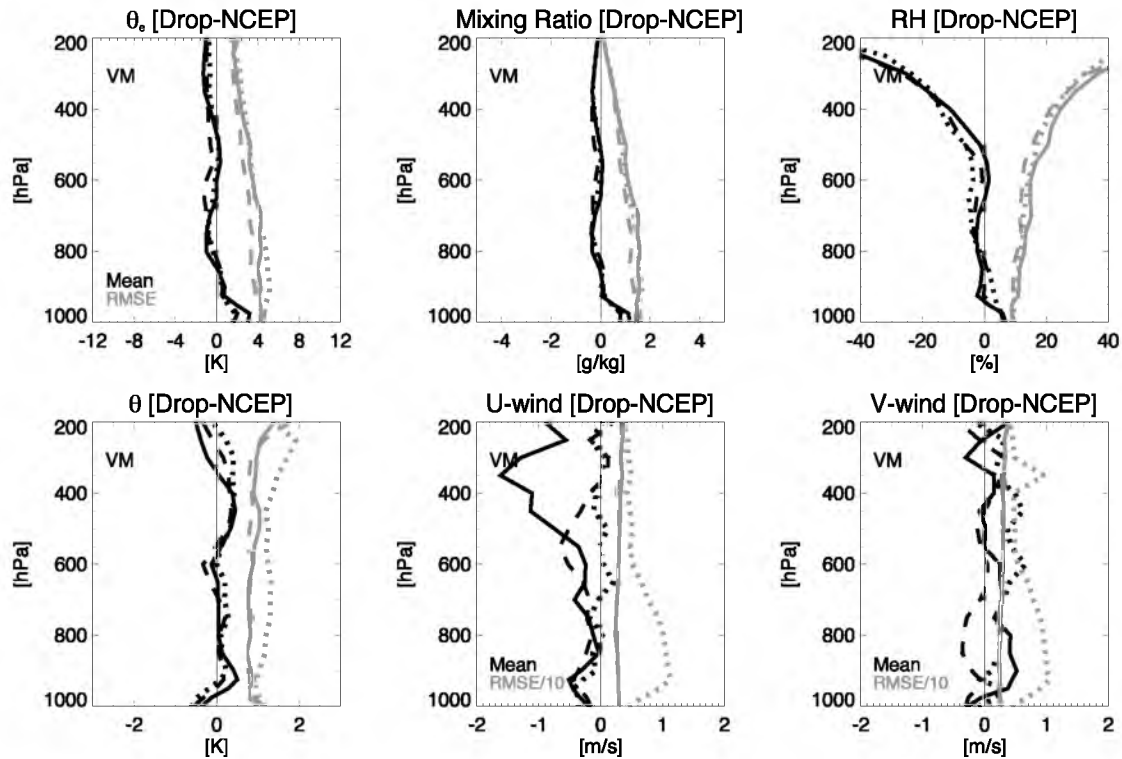 θe [Drop-NCEP]
Mixing Ratio [Drop-NCEP]
RH [Drop-NCEP]
200
400
600
800
1000
[hPa]
VM
Mean
RMSE
-12 -8 -4 0 4 8 12
[K]
200
400
600
800
1000
[hPa]
-4 -2 0 2 4
[g/kg]
200
400
600
800
1000
[hPa]
VM
-40 -20 0 20 40
[%]
θ [Drop-NCEP]
U-wind [Drop-NCEP]
V-wind [Drop-NCEP]
200
400
600
800
1000
[hPa]
VM
-2 0 2
[K]
200
400
600
800
1000
[hPa]
VM
Mean
RMSE/10
-2 -1 0 1 2
[m/s]
200
400
600
800
1000
[hPa]
VM
Mean
RMSE/10
-2 -1 0 1 2
[m/s]